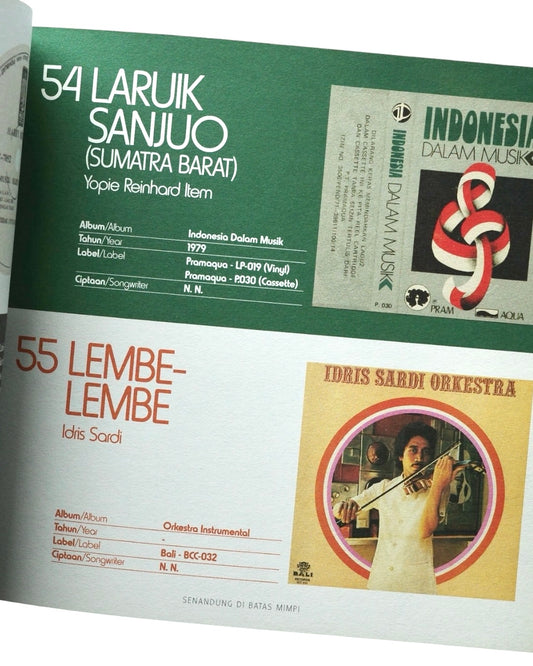 54 LARUIK
SANJUO
(SUMATRA BARAT)
Yopie Reinhard Item
Album/Album Indonesia Dalam Musik
Tahun/Year 1979
Label/Label Pramaqua - LP-019 (Vinyl)
Pramaqua - P.030 (Cassette)
Ciptaan/Songwriter N. N.
INDONESIA DALAM MUSIK
P. 030
INDONESIA
DALAM MUSIK
PRAM AQUA
55 LEMBE-
LEMBE
Idris Sardi
Album/Album Orkestra Instrumental
Tahun/Year -
Label/Label Bali - BCC-032
Ciptaan/Songwriter N. N.
IDRIS SARDI ORKESTRA
BALI
SENANDUNG DI BATAS MIMPI